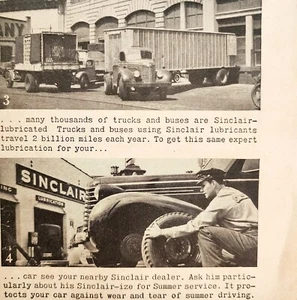 ANY
3
. . . many thousands of trucks and buses are Sinclair-
lubricated  Trucks and buses using Sinclair lubricants
travel 2 billion miles each year. To get this same expert
lubrication for your...
SINCLAIR
LUBRICATION
4
...car see your nearby Sinclair dealer. Ask him partic-
ularly about his Sinclair-ize for Summer service. It pro-
tects your car against wear and tear of summer driving.